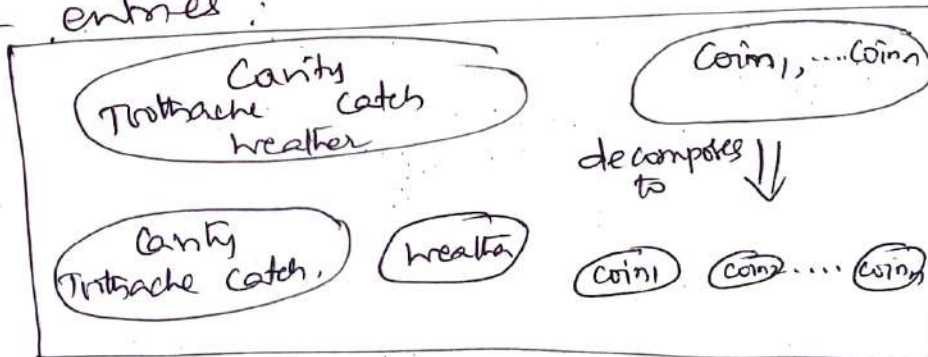 entries :
Cavity
Toothache Catch
Weather
Coin1, ....Coinn
decomposes
to
Cavity
Toothache Catch.
Weather
Coin1 Coin2 .... Coinn